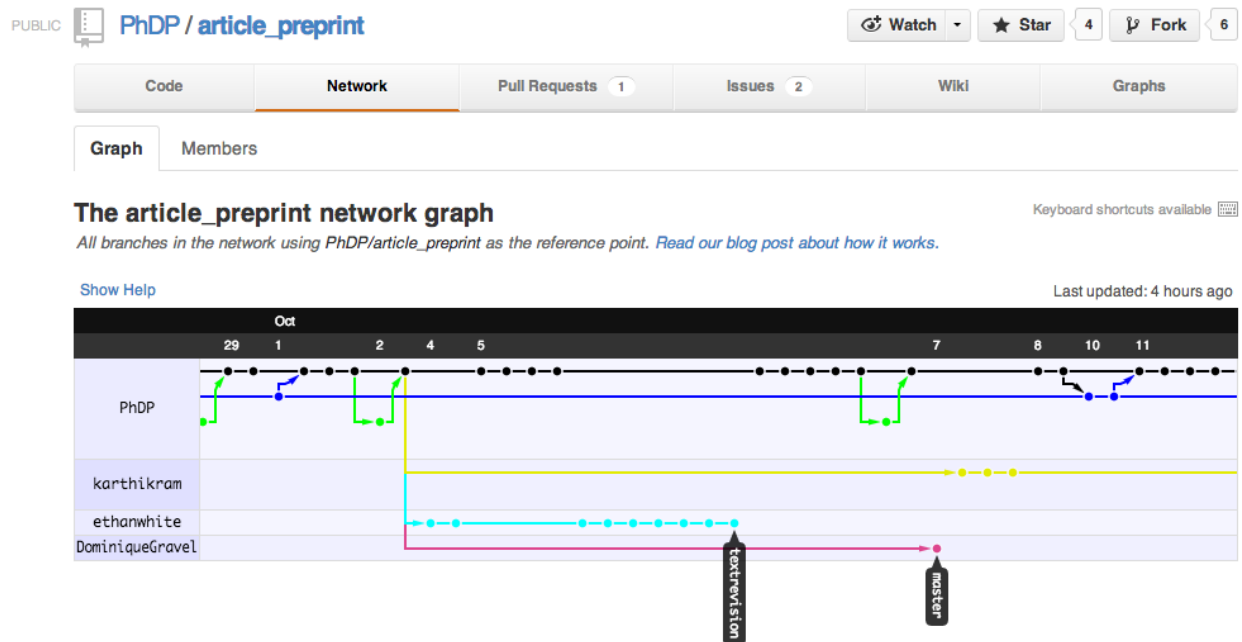 PUBLIC PhDP / article_preprint Watch Star 4 Fork 6
Code Network Pull Requests 1 Issues 2 Wiki Graphs
Graph Members
The article_preprint network graph
Keyboard shortcuts available
All branches in the network using PhDP/article_preprint as the reference point. Read our blog post about how it works.
Show Help
Last updated: 4 hours ago
Oct
29 1 2 4 5 7 8 10 11
PhDP
karthikram
ethanwhite
DominiqueGravel
textrevision
master